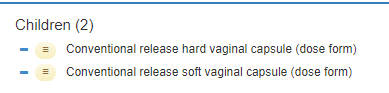 Children (2)
Conventional release hard vaginal capsule (dose form)
Conventional release soft vaginal capsule (dose form)